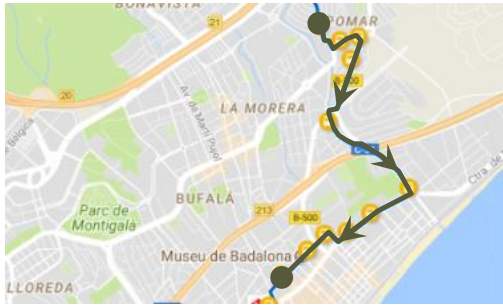 BONAVISTA
21
POMAR
20
LA MORERA
Av. de Martí Pujol
BUFALÀ
213
B-500
Parc de
Montigalà
Museu de Badalona
LLOREDA
Ctra. de